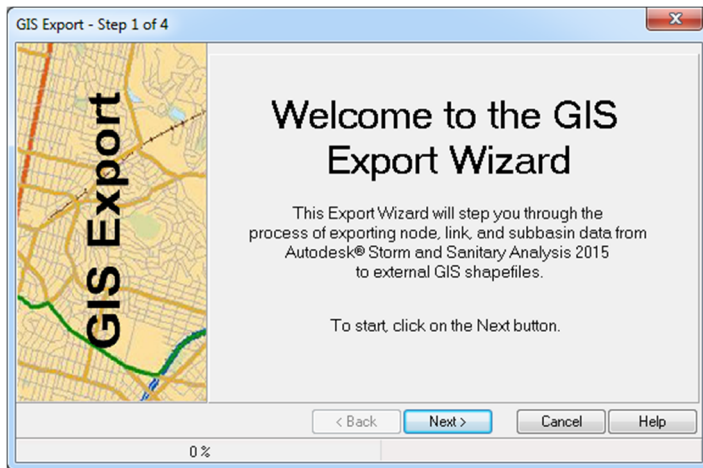 GIS Export - Step 1 of 4
GIS Export
Welcome to the GIS
Export Wizard
This Export Wizard will step you through the
process of exporting node, link, and subbasin data from
Autodesk® Storm and Sanitary Analysis 2015
to external GIS shapefiles.
To start, click on the Next button.
< Back
Next >
Cancel
Help
0 %